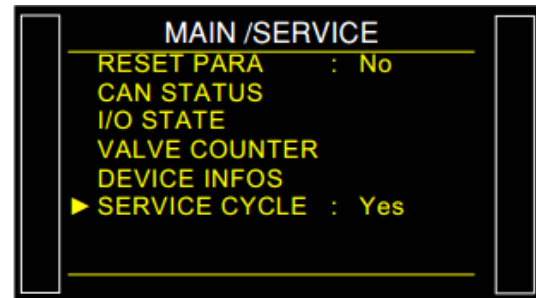 MAIN /SERVICE
RESET PARA : No
CAN STATUS
I/O STATE
VALVE COUNTER
DEVICE INFOS
► SERVICE CYCLE : Yes